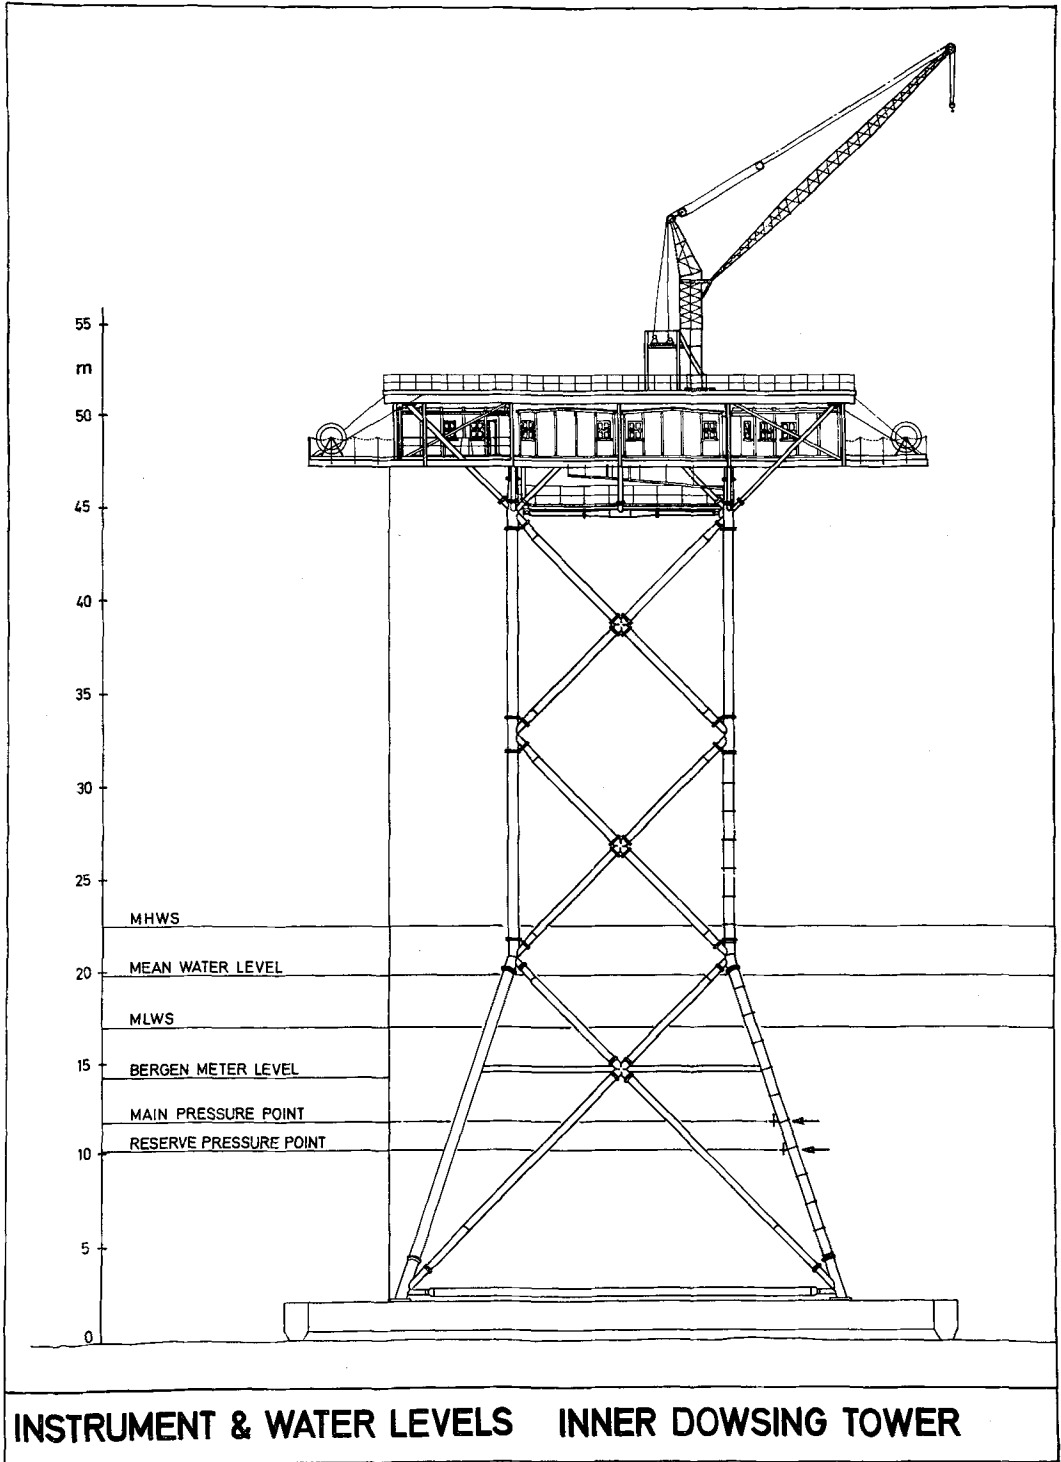 55
m
50
45
40
35
30
25
MHWS
20
MEAN WATER LEVEL
MLWS
15
BERGEN METER LEVEL
MAIN PRESSURE POINT
RESERVE PRESSURE POINT
10
5
0
INSTRUMENT & WATER LEVELS INNER DOWSING TOWER